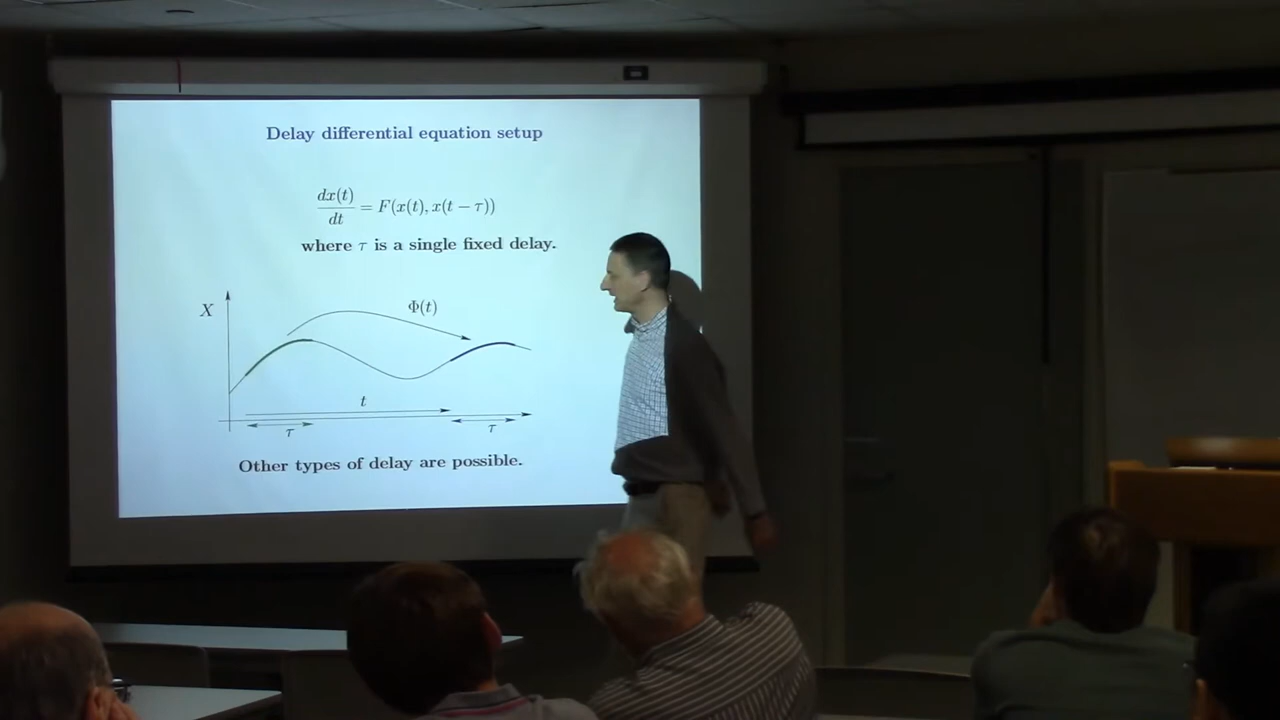 Delay differential equation setup
dx(t)/dt = F(x(t), x(t − τ))
where τ is a single fixed delay.
X
Φ(t)
t
τ
τ
Other types of delay are possible.